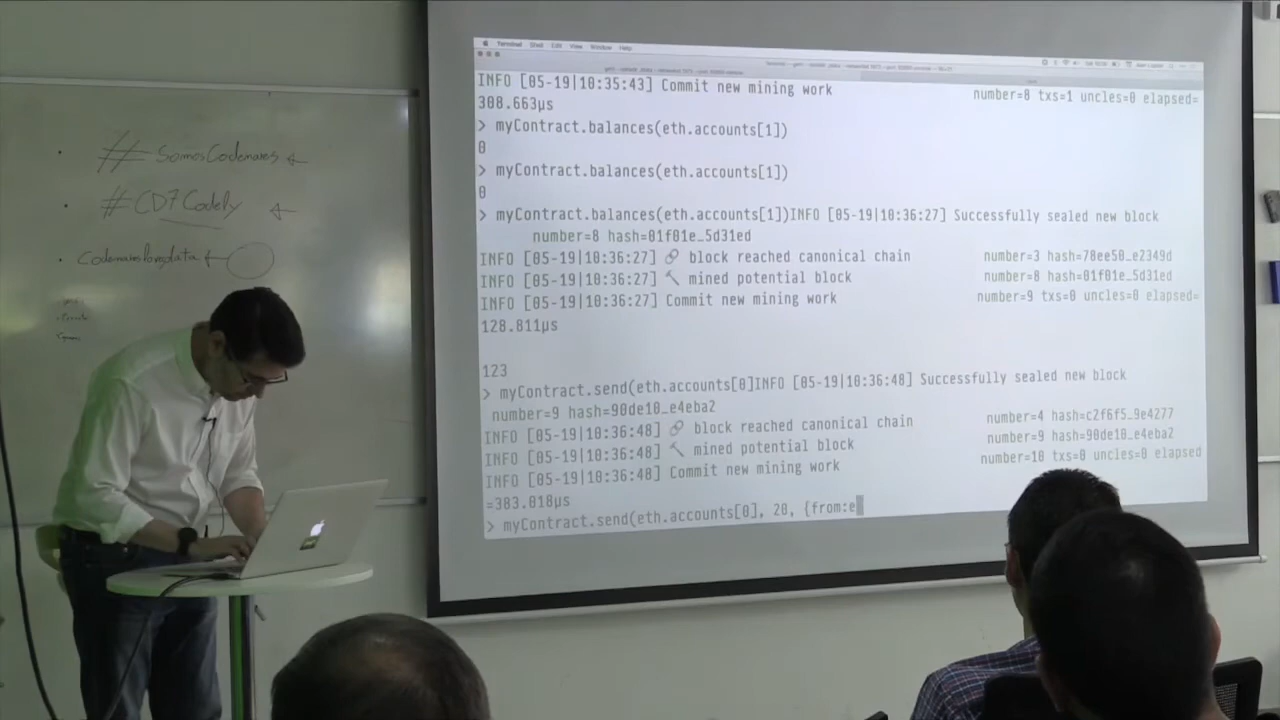 # SomosCodemares ←
# CD7Codely ←
Terminal Shell Edit View Window Help
INFO [05-19|10:35:43] Commit new mining work number=8 txs=1 uncles=0 elapsed=
308.663µs
> myContract.balances(eth.accounts[1])
0
> myContract.balances(eth.accounts[1])
0
> myContract.balances(eth.accounts[1])INFO [05-19|10:36:27] Successfully sealed new block
number=8 hash=01f01e…5d31ed
INFO [05-19|10:36:27] 🔗 block reached canonical chain number=3 hash=78ee50…e2349d
INFO [05-19|10:36:27] 🔨 mined potential block number=8 hash=01f01e…5d31ed
INFO [05-19|10:36:27] Commit new mining work number=9 txs=0 uncles=0 elapsed=
128.811µs
123
> myContract.send(eth.accounts[0]INFO [05-19|10:36:48] Successfully sealed new block
number=9 hash=90de10…e4eba2
INFO [05-19|10:36:48] 🔗 block reached canonical chain number=4 hash=c2f6f5…9e4277
INFO [05-19|10:36:48] 🔨 mined potential block number=9 hash=90de10…e4eba2
INFO [05-19|10:36:48] Commit new mining work number=10 txs=0 uncles=0 elapsed
=383.018µs
> myContract.send(eth.accounts[0], 20, {from:e